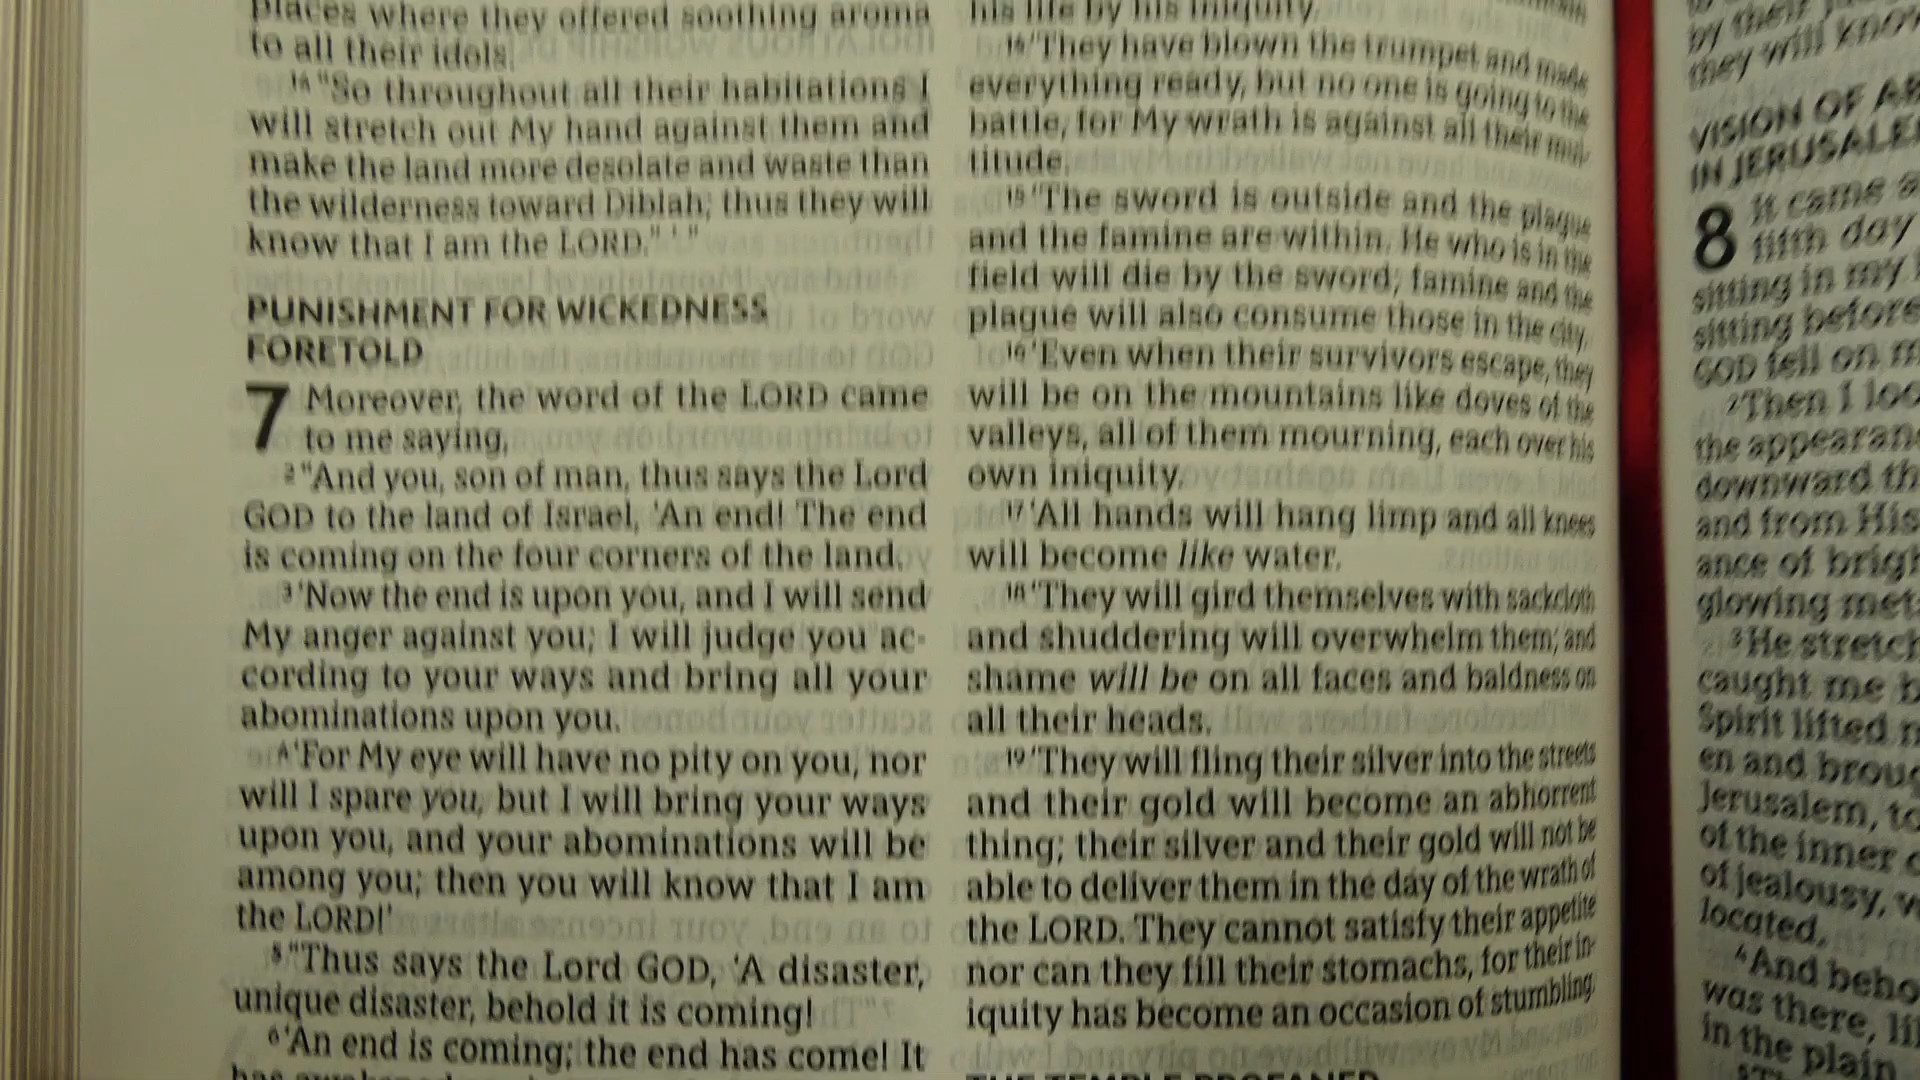 places where they offered soothing aroma
to all their idols.
14 "So throughout all their habitations I
will stretch out My hand against them and
make the land more desolate and waste than
the wilderness toward Diblah; thus they will
know that I am the LORD." ' "
PUNISHMENT FOR WICKEDNESS
FORETOLD
7 Moreover, the word of the LORD came
to me saying,
2 "And you, son of man, thus says the Lord
GOD to the land of Israel, 'An end! The end
is coming on the four corners of the land.
3 'Now the end is upon you, and I will send
My anger against you; I will judge you ac-
cording to your ways and bring all your
abominations upon you.
4 'For My eye will have no pity on you, nor
will I spare you, but I will bring your ways
upon you, and your abominations will be
among you; then you will know that I am
the LORD!'
5 "Thus says the Lord GOD, 'A disaster,
unique disaster, behold it is coming!
6 'An end is coming; the end has come! It
his life by his iniquity.
14 'They have blown the trumpet and made
everything ready, but no one is going to the
battle, for My wrath is against all their mul-
titude.
15 'The sword is outside and the plague
and the famine are within. He who is in the
field will die by the sword; famine and the
plague will also consume those in the city.
16 'Even when their survivors escape, they
will be on the mountains like doves of the
valleys, all of them mourning, each over his
own iniquity.
17 'All hands will hang limp and all knees
will become like water.
18 'They will gird themselves with sackcloth
and shuddering will overwhelm them; and
shame will be on all faces and baldness on
all their heads.
19 'They will fling their silver into the streets
and their gold will become an abhorrent
thing; their silver and their gold will not be
able to deliver them in the day of the wrath of
the LORD. They cannot satisfy their appetite
nor can they fill their stomachs, for their in-
iquity has become an occasion of stumbling.
THE TEMPLE PROFANED
by their
they will know
VISION OF
IN
8 It came
fifth day
sitting in my
sitting before
GOD fell on
2 Then I
the
downward
and from His
of
glowing
3 He
caught me
Spirit lifted
en and
Jerusalem,
of the inner
of jealousy,
located.
4 And
was there,
in the plain